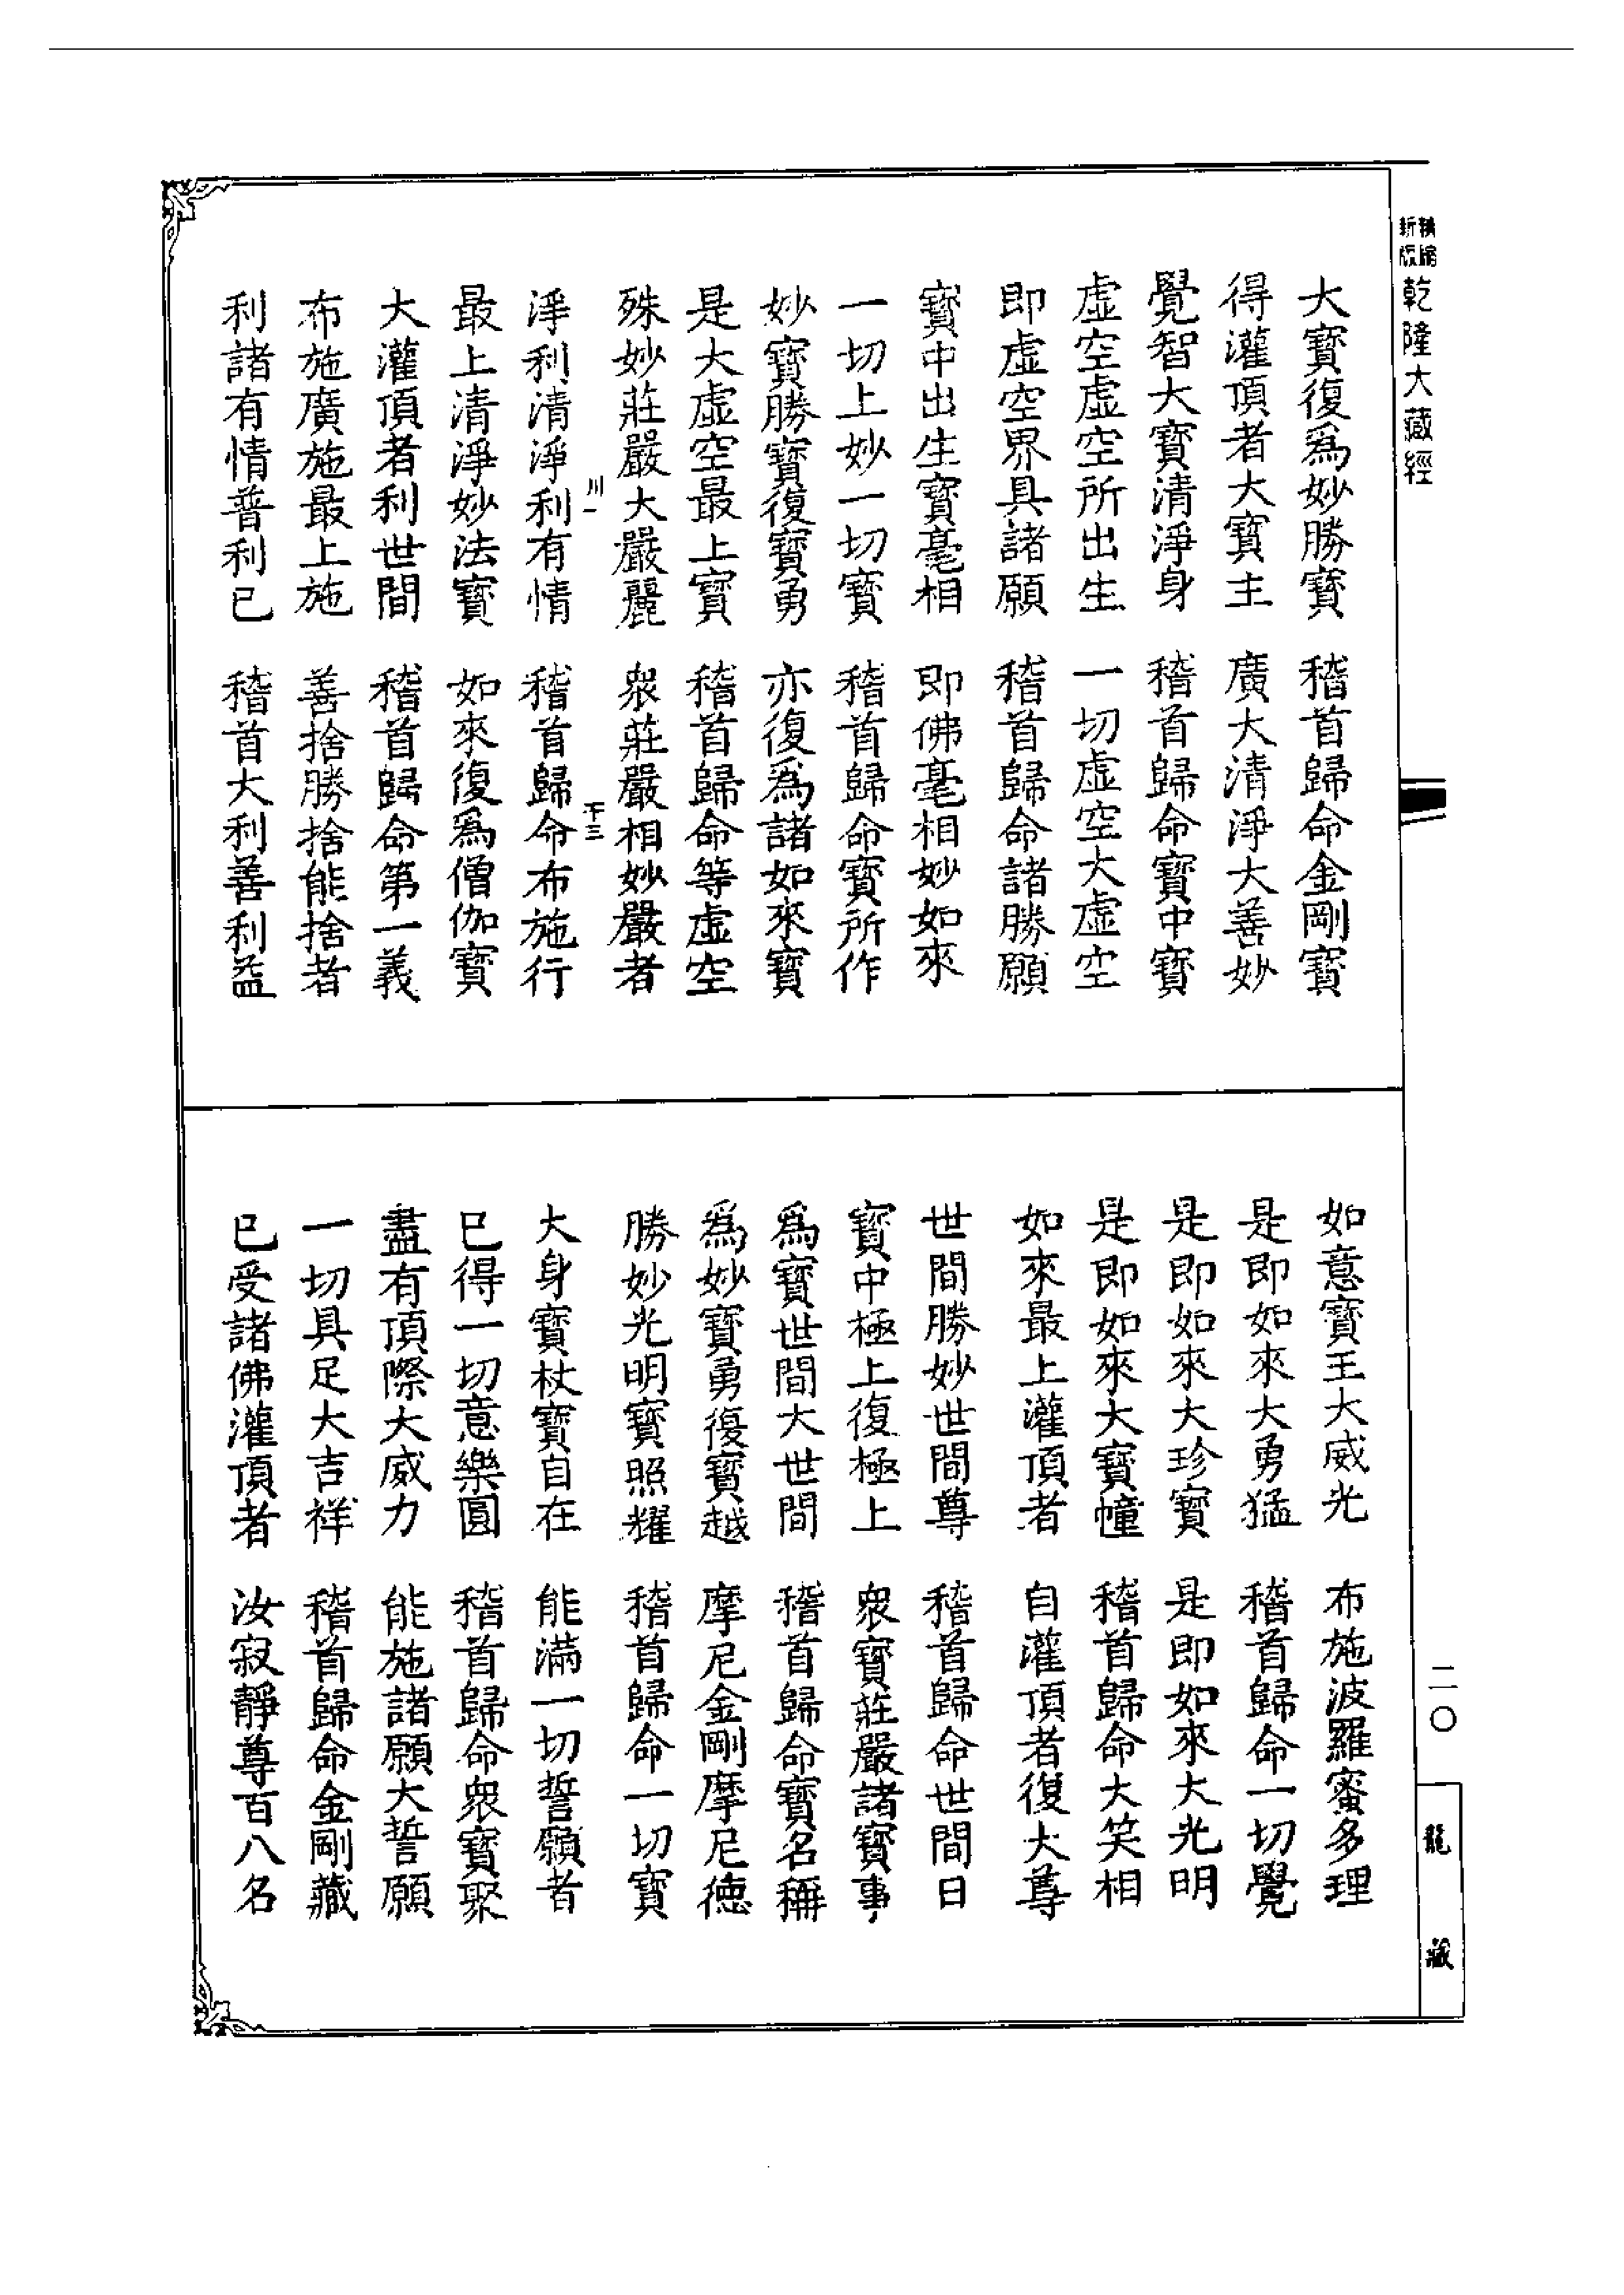 精縮
新版
乾隆大藏經
大寶復爲妙勝寶　稽首歸命金剛寶
得灌頂者大寶主　廣大清淨大善妙
覺智大寶清淨身　稽首歸命寶中寶
虛空虛空所出生　一切虛空大虛空
即虛空界具諸願　稽首歸命諸勝願
寶中出生寶毫相　即佛毫相妙如來
一切上妙一切寶　稽首歸命寶所作
妙寶勝寶復寶勇　亦復爲諸如來寶
是大虛空最上寶　稽首歸命等虛空
殊妙莊嚴大嚴麗　衆莊嚴相妙嚴者
川一
十三
淨利清淨利有情　稽首歸命布施行
最上清淨妙法寶　如來復爲僧伽寶
大灌頂者利世間　稽首歸命第一義
布施廣施最上施　善捨勝捨能捨者
利諸有情普利已　稽首大利善利益
如意寶王大威光　布施波羅蜜多理
是即如來大勇猛　稽首歸命一切覺
是即如來大珍寶　是即如來大光明
是即如來大寶幢　稽首歸命大笑相
如來最上灌頂者　自灌頂者復大尊
世間勝妙世間尊　稽首歸命世間日
寶中極上復極上　衆寶莊嚴諸寶事
爲寶世間大世間　稽首歸命寶名稱
爲妙寶勇復寶越　摩尼金剛摩尼德
勝妙光明寶照耀　稽首歸命一切寶
大身寶杖寶自在　能滿一切誓願者
已得一切意樂圓　稽首歸命衆寶聚
盡有頂際大威力　能施諸願大誓願
一切具足大吉祥　稽首歸命金剛藏
已受諸佛灌頂者　汝寂靜尊百八名
二〇
龍藏